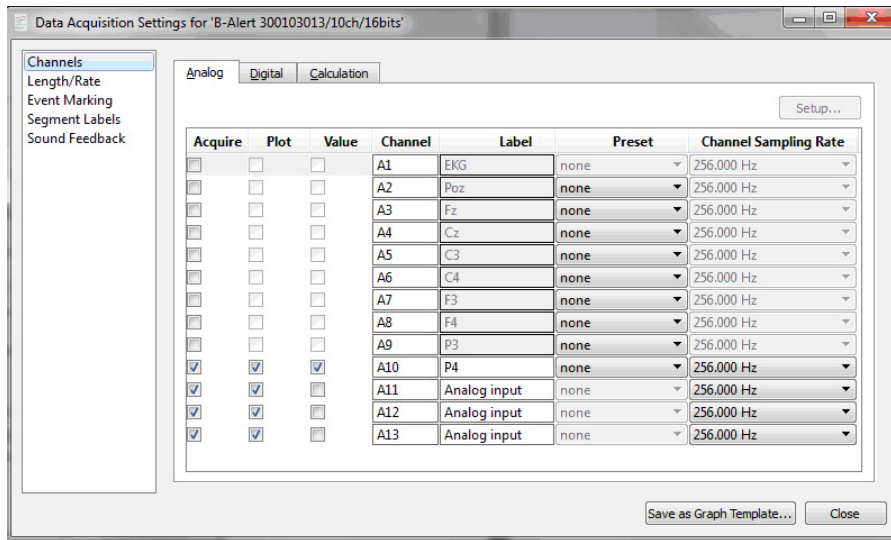 Data Acquisition Settings for 'B-Alert 300103013/10ch/16bits'
Channels
Length/Rate
Event Marking
Segment Labels
Sound Feedback
Analog Digital Calculation
Setup...
Acquire Plot Value Channel Label Preset Channel Sampling Rate
A1 EKG none 256.000 Hz
A2 Poz none 256.000 Hz
A3 Fz none 256.000 Hz
A4 Cz none 256.000 Hz
A5 C3 none 256.000 Hz
A6 C4 none 256.000 Hz
A7 F3 none 256.000 Hz
A8 F4 none 256.000 Hz
A9 P3 none 256.000 Hz
A10 P4 none 256.000 Hz
A11 Analog input none 256.000 Hz
A12 Analog input none 256.000 Hz
A13 Analog input none 256.000 Hz
Save as Graph Template... Close